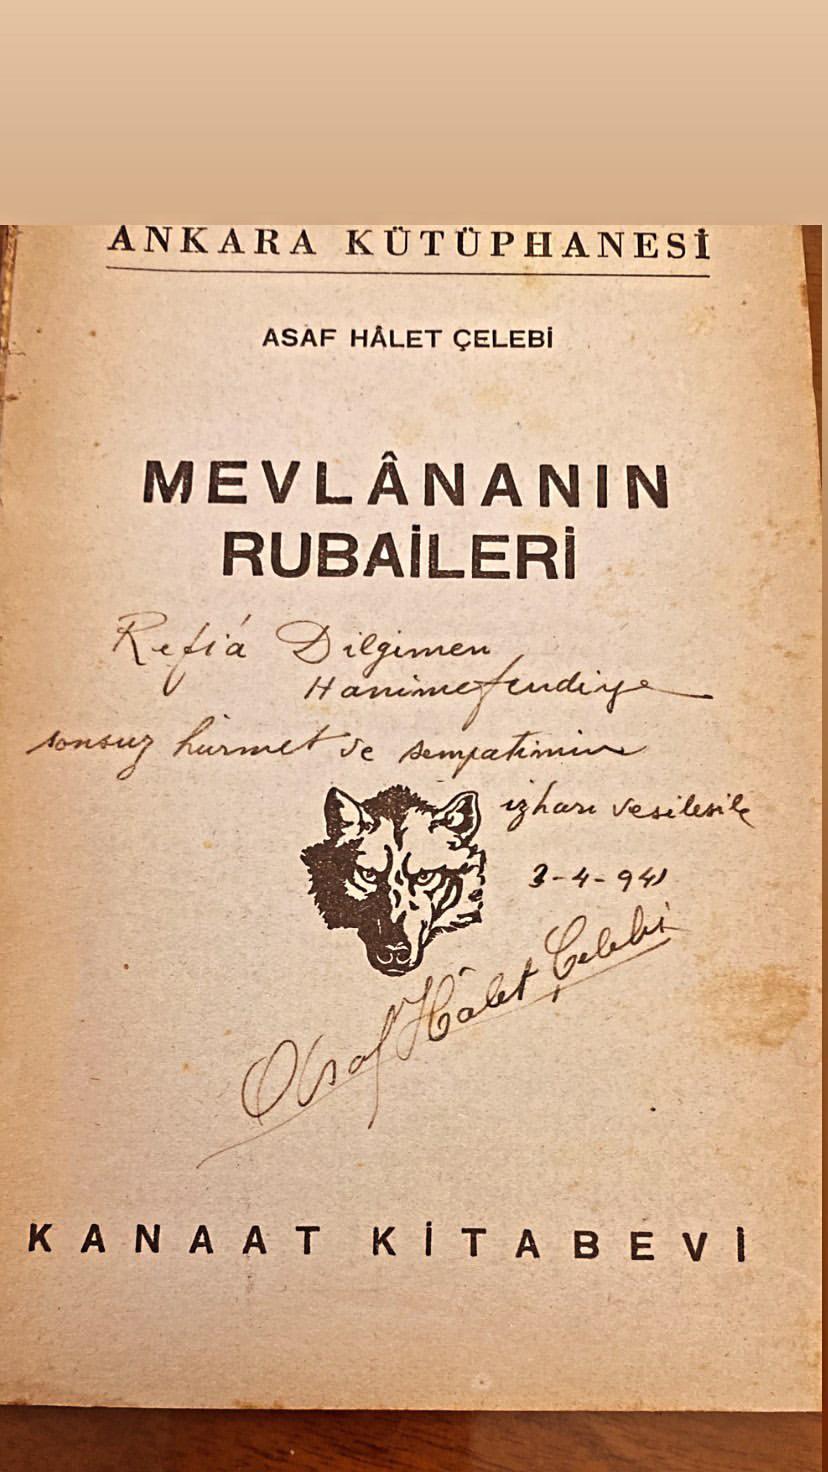 ANKARA KÜTÜPHANESİ
ASAF HÂLET ÇELEBİ
MEVLÂNANIN
RUBAİLERİ
Refi'á Dilgimen
Hanımefendiye
sonsuz hürmet ve sempatimin
izharı vesilesile
3-4-941
Asaf Hâlet Çelebi
KANAAT KİTABEVİ